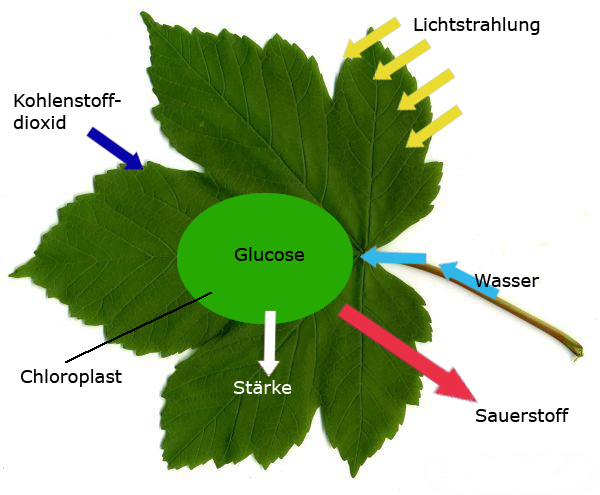 Lichtstrahlung
Kohlenstoff-
dioxid
Glucose
Wasser
Chloroplast
Stärke
Sauerstoff